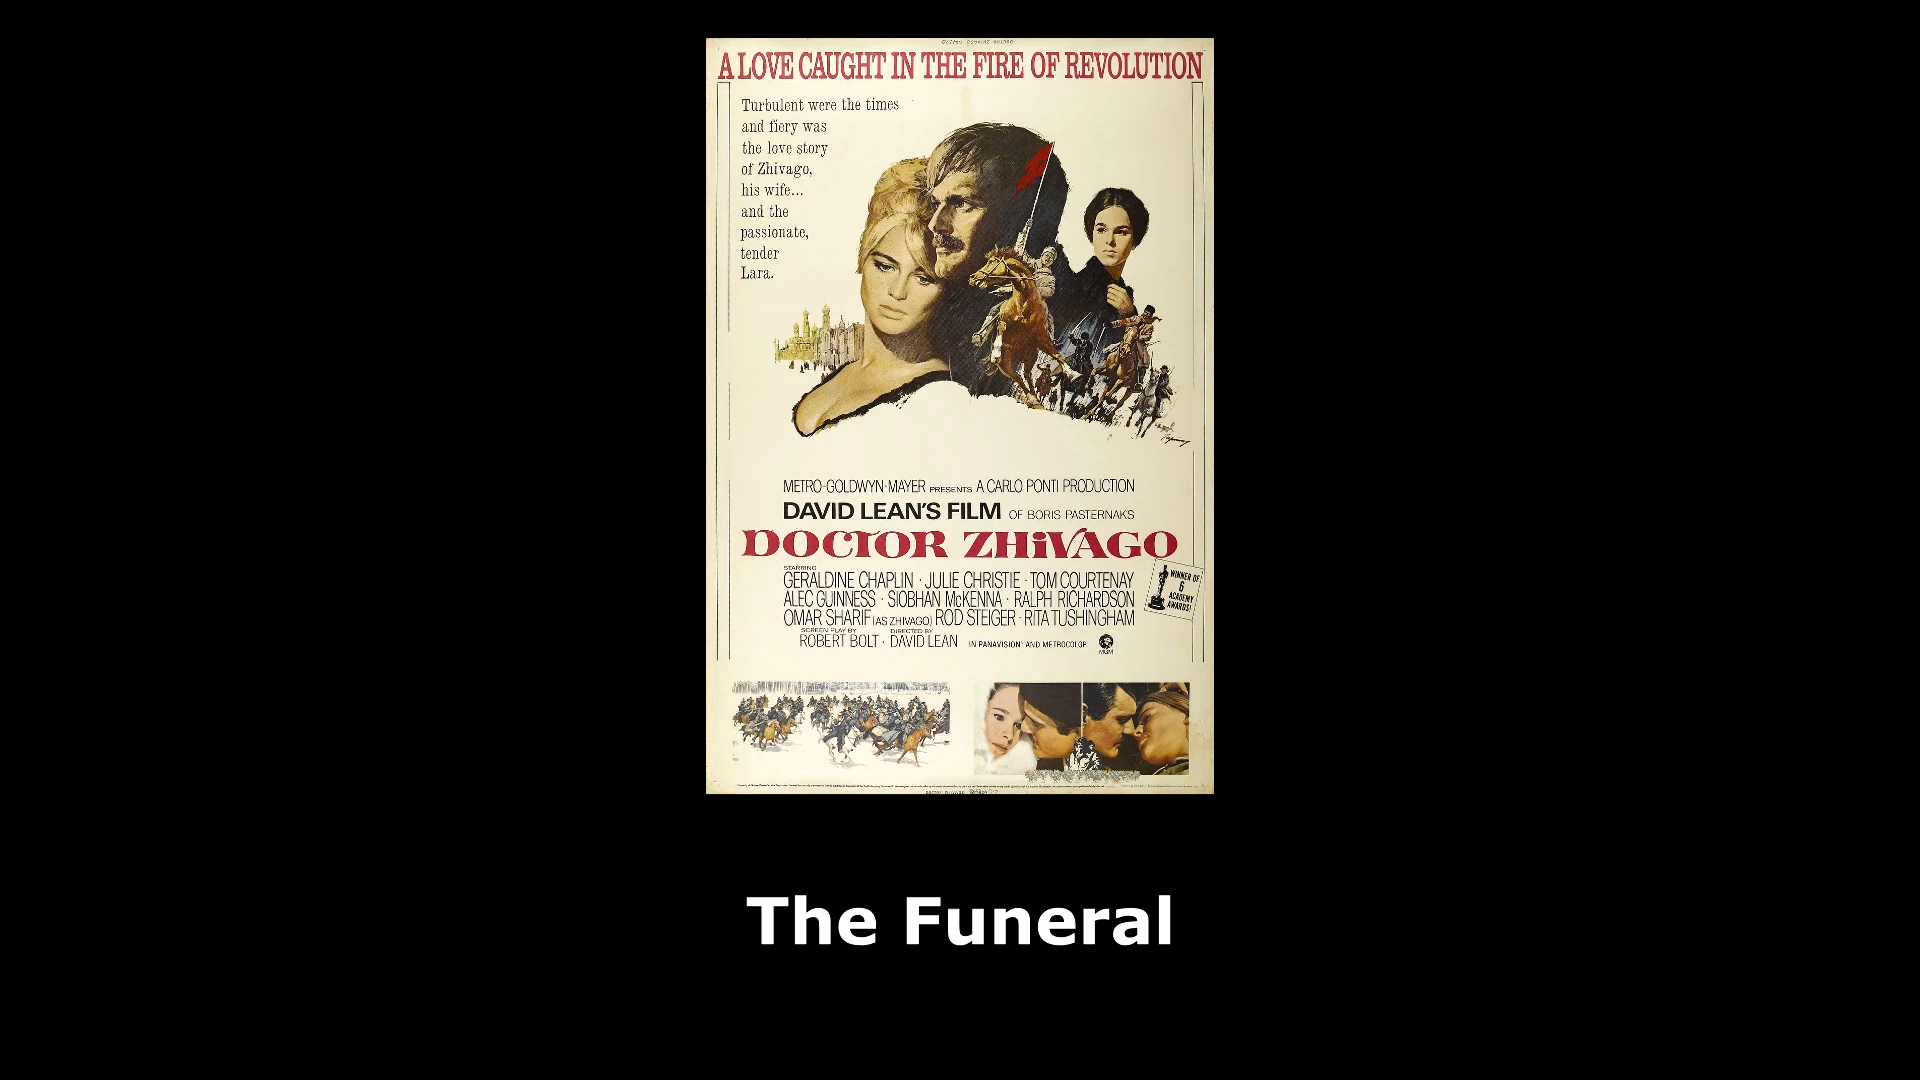 A LOVE CAUGHT IN THE FIRE OF REVOLUTION
Turbulent were the times
and fiery was
the love story
of Zhivago,
his wife...
and the
passionate,
tender
Lara.
METRO-GOLDWYN-MAYER PRESENTS A CARLO PONTI PRODUCTION
DAVID LEAN'S FILM OF BORIS PASTERNAK'S
DOCTOR ZHiVAGO
STARRING
GERALDINE CHAPLIN · JULIE CHRISTIE · TOM COURTENAY
ALEC GUINNESS · SIOBHAN McKENNA · RALPH RICHARDSON
OMAR SHARIF (AS ZHIVAGO) ROD STEIGER · RITA TUSHINGHAM
SCREEN PLAY BY DIRECTED BY
ROBERT BOLT · DAVID LEAN IN PANAVISION® AND METROCOLOR
MGM
WINNER OF
6
ACADEMY
AWARDS!
The Funeral